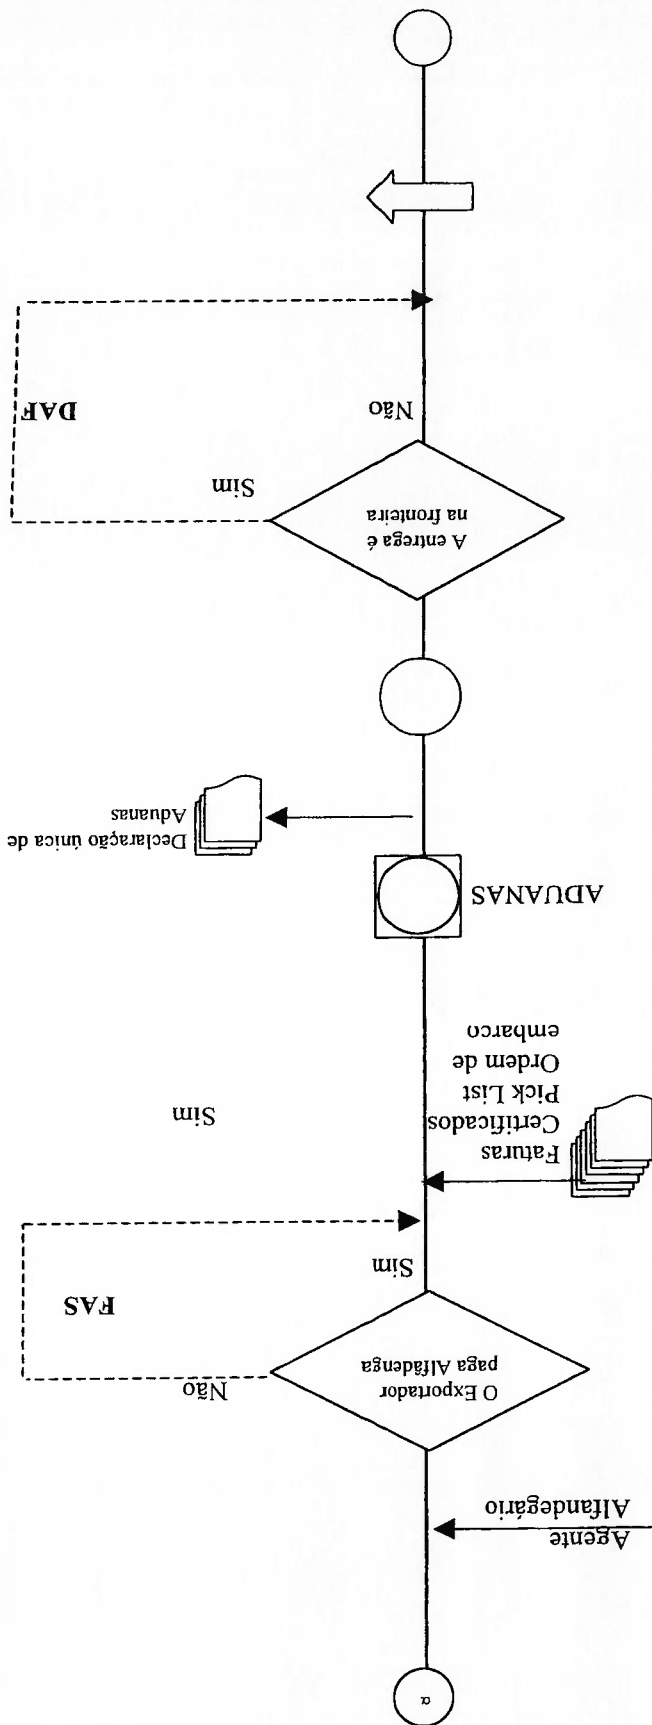 α
Agente
Alfandegário
O Exportador
paga Alfâdenga
Não
FAS
Sim
Faturas
Certificados
Pick List
Ordem de
embarco
Sim
ADUANAS
Declaração única de
Aduanas
A entrega é
na fronteira
Sim
Não
DAF